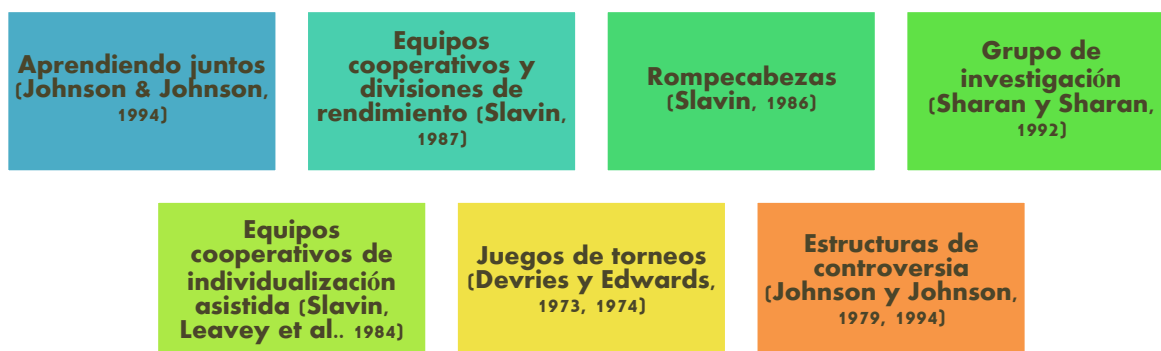 Aprendiendo juntos
(Johnson & Johnson,
1994)
Equipos
cooperativos y
divisiones de
rendimiento (Slavin,
1987)
Rompecabezas
(Slavin, 1986)
Grupo de
investigación
(Sharan y Sharan,
1992)
Equipos
cooperativos de
individualización
asistida (Slavin,
Leavey et al.. 1984)
Juegos de torneos
(Devries y Edwards,
1973, 1974)
Estructuras de
controversia
(Johnson y Johnson,
1979, 1994)